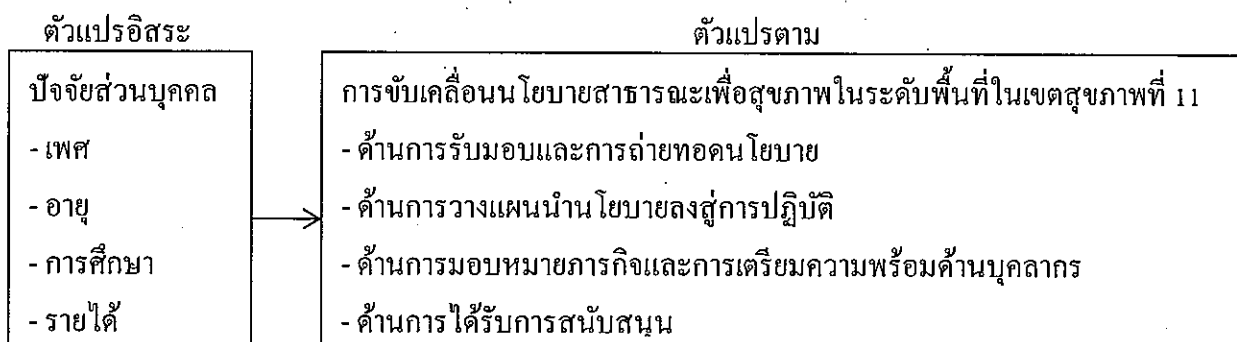 ตัวแปรอิสระ
ตัวแปรตาม
ปัจจัยส่วนบุคคล
- เพศ
- อายุ
- การศึกษา
- รายได้
การขับเคลื่อนนโยบายสาธารณะเพื่อสุขภาพในระดับพื้นที่ในเขตสุขภาพที่ 11
- ด้านการรับมอบและการถ่ายทอดนโยบาย
- ด้านการวางแผนนำนโยบายลงสู่การปฏิบัติ
- ด้านการมอบหมายภารกิจและการเตรียมความพร้อมด้านบุคลากร
- ด้านการได้รับการสนับสนุน